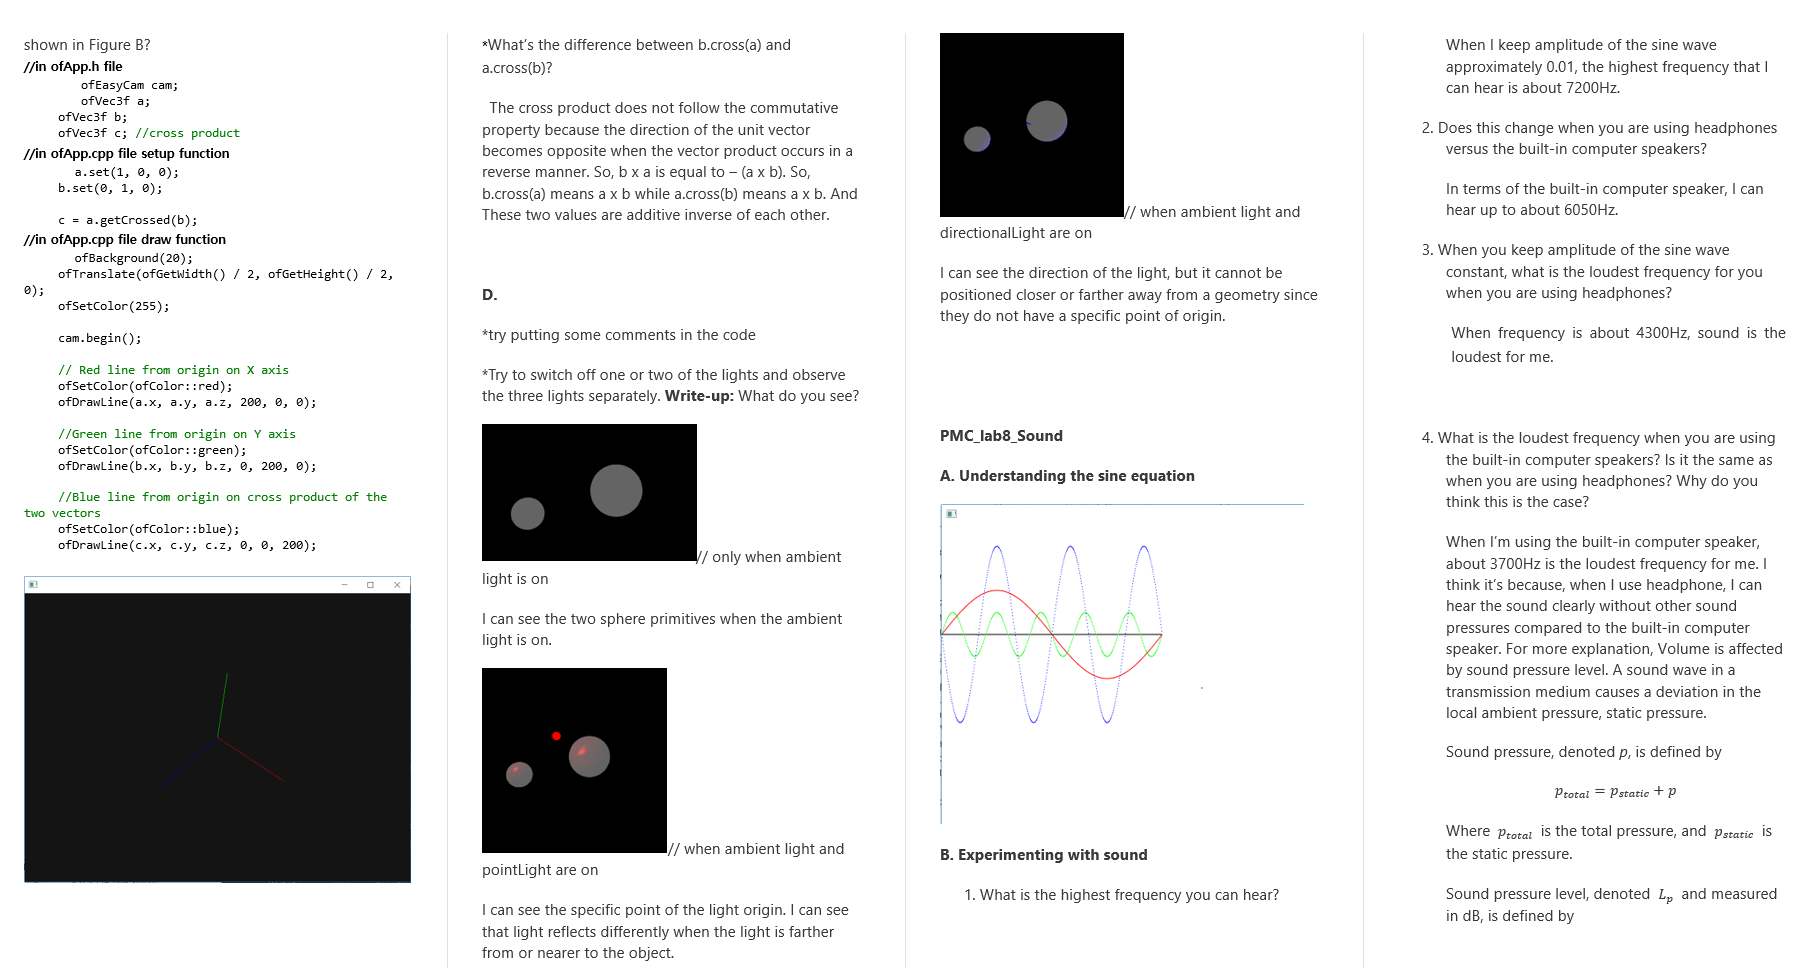 shown in Figure B?
//in ofApp.h file
ofEasyCam cam;
ofVec3f a;
ofVec3f b;
ofVec3f c; //cross product
//in ofApp.cpp file setup function
a.set(1, 0, 0);
b.set(0, 1, 0);
c = a.getCrossed(b);
//in ofApp.cpp file draw function
ofBackground(20);
ofTranslate(ofGetWidth() / 2, ofGetHeight() / 2,
0);
ofSetColor(255);
cam.begin();
// Red line from origin on X axis
ofSetColor(ofColor::red);
ofDrawLine(a.x, a.y, a.z, 200, 0, 0);
//Green line from origin on Y axis
ofSetColor(ofColor::green);
ofDrawLine(b.x, b.y, b.z, 0, 200, 0);
//Blue line from origin on cross product of the
two vectors
ofSetColor(ofColor::blue);
ofDrawLine(c.x, c.y, c.z, 0, 0, 200);
*What's the difference between b.cross(a) and
a.cross(b)?
The cross product does not follow the commutative
property because the direction of the unit vector
becomes opposite when the vector product occurs in a
reverse manner. So, b x a is equal to – (a x b). So,
b.cross(a) means a x b while a.cross(b) means a x b. And
These two values are additive inverse of each other.
D.
*try putting some comments in the code
*Try to switch off one or two of the lights and observe
the three lights separately. Write-up: What do you see?
// only when ambient
light is on
I can see the two sphere primitives when the ambient
light is on.
// when ambient light and
pointLight are on
I can see the specific point of the light origin. I can see
that light reflects differently when the light is farther
from or nearer to the object.
// when ambient light and
directionalLight are on
I can see the direction of the light, but it cannot be
positioned closer or farther away from a geometry since
they do not have a specific point of origin.
PMC_lab8_Sound
A. Understanding the sine equation
B. Experimenting with sound
1. What is the highest frequency you can hear?
When I keep amplitude of the sine wave
approximately 0.01, the highest frequency that I
can hear is about 7200Hz.
2. Does this change when you are using headphones
versus the built-in computer speakers?
In terms of the built-in computer speaker, I can
hear up to about 6050Hz.
3. When you keep amplitude of the sine wave
constant, what is the loudest frequency for you
when you are using headphones?
When frequency is about 4300Hz, sound is the
loudest for me.
4. What is the loudest frequency when you are using
the built-in computer speakers? Is it the same as
when you are using headphones? Why do you
think this is the case?
When I'm using the built-in computer speaker,
about 3700Hz is the loudest frequency for me. I
think it's because, when I use headphone, I can
hear the sound clearly without other sound
pressures compared to the built-in computer
speaker. For more explanation, Volume is affected
by sound pressure level. A sound wave in a
transmission medium causes a deviation in the
local ambient pressure, static pressure.
Sound pressure, denoted p, is defined by
p_total = p_static + p
Where p_total is the total pressure, and p_static is
the static pressure.
Sound pressure level, denoted L_p and measured
in dB, is defined by